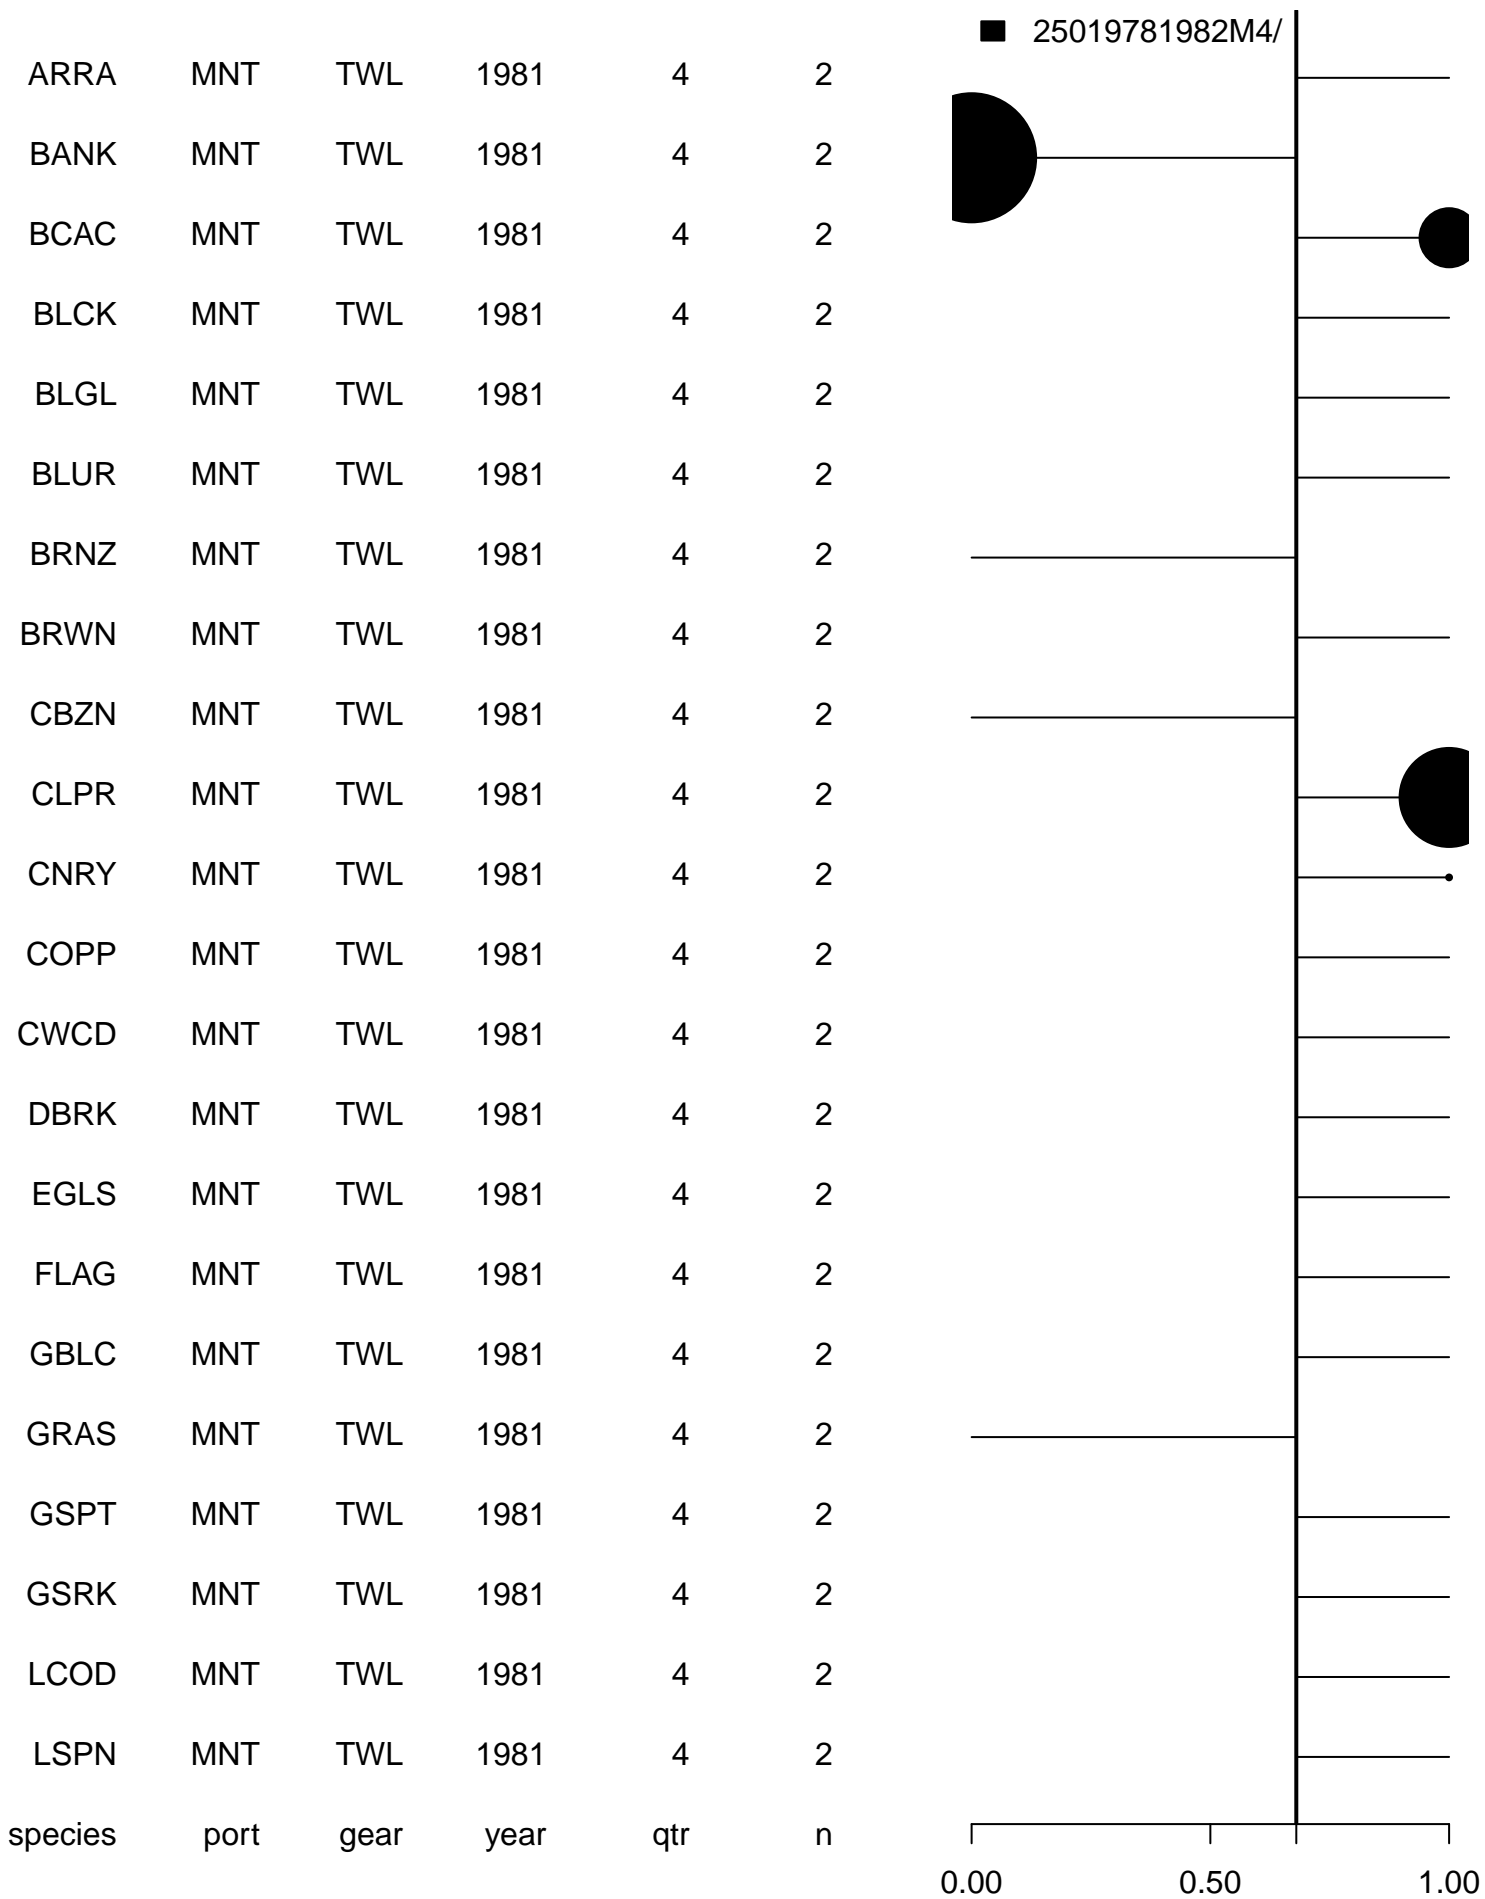 25019781982M4/
ARRA MNT TWL 1981 4 2
BANK MNT TWL 1981 4 2
BCAC MNT TWL 1981 4 2
BLCK MNT TWL 1981 4 2
BLGL MNT TWL 1981 4 2
BLUR MNT TWL 1981 4 2
BRNZ MNT TWL 1981 4 2
BRWN MNT TWL 1981 4 2
CBZN MNT TWL 1981 4 2
CLPR MNT TWL 1981 4 2
CNRY MNT TWL 1981 4 2
COPP MNT TWL 1981 4 2
CWCD MNT TWL 1981 4 2
DBRK MNT TWL 1981 4 2
EGLS MNT TWL 1981 4 2
FLAG MNT TWL 1981 4 2
GBLC MNT TWL 1981 4 2
GRAS MNT TWL 1981 4 2
GSPT MNT TWL 1981 4 2
GSRK MNT TWL 1981 4 2
LCOD MNT TWL 1981 4 2
LSPN MNT TWL 1981 4 2
species port gear year qtr n
0.00 0.50 1.00